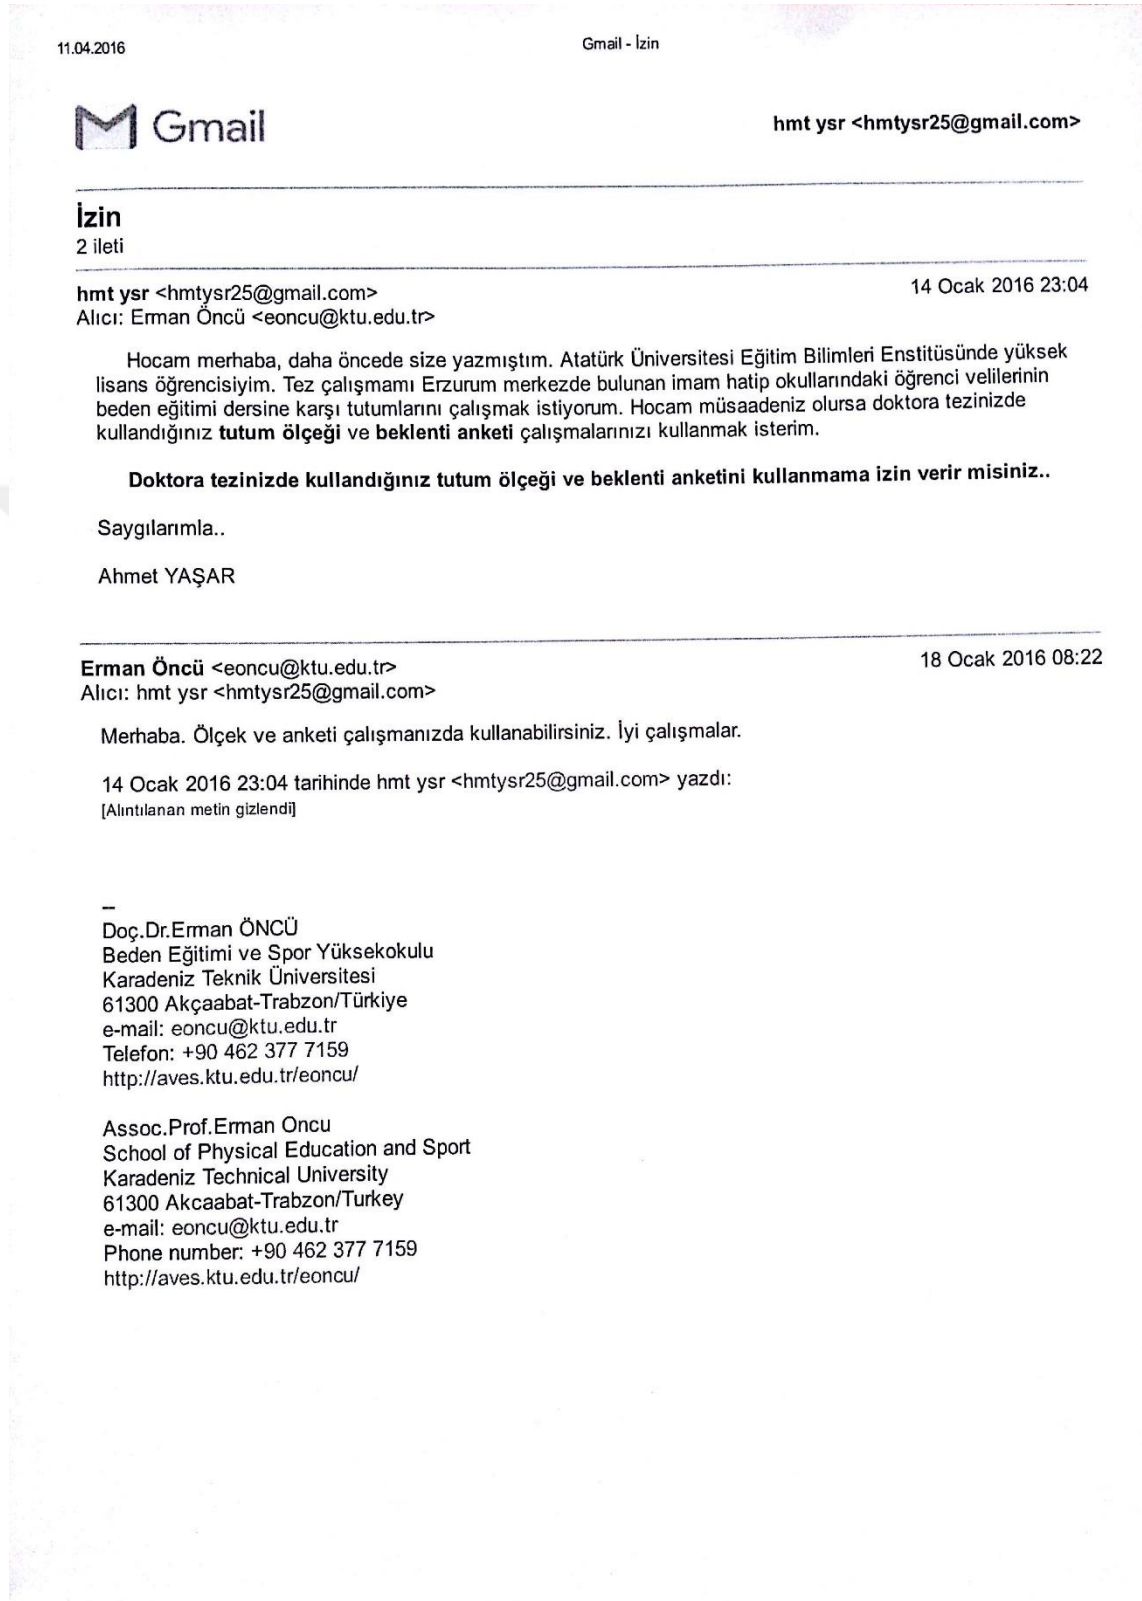 11.04.2016
Gmail - İzin
Gmail
hmt ysr <hmtysr25@gmail.com>
İzin
2 ileti
hmt ysr <hmtysr25@gmail.com>
14 Ocak 2016 23:04
Alıcı: Erman Öncü <eoncu@ktu.edu.tr>
Hocam merhaba, daha öncede size yazmıştım. Atatürk Üniversitesi Eğitim Bilimleri Enstitüsünde yüksek
lisans öğrencisiyim. Tez çalışmamı Erzurum merkezde bulunan imam hatip okullarındaki öğrenci velilerinin
beden eğitimi dersine karşı tutumlarını çalışmak istiyorum. Hocam müsaadeniz olursa doktora tezinizde
kullandığınız tutum ölçeği ve beklenti anketi çalışmalarınızı kullanmak isterim.
Doktora tezinizde kullandığınız tutum ölçeği ve beklenti anketini kullanmama izin verir misiniz..
Saygılarımla..
Ahmet YAŞAR
Erman Öncü <eoncu@ktu.edu.tr>
18 Ocak 2016 08:22
Alıcı: hmt ysr <hmtysr25@gmail.com>
Merhaba. Ölçek ve anketi çalışmanızda kullanabilirsiniz. İyi çalışmalar.
14 Ocak 2016 23:04 tarihinde hmt ysr <hmtysr25@gmail.com> yazdı:
[Alıntılanan metin gizlendi]
--
Doç.Dr.Erman ÖNCÜ
Beden Eğitimi ve Spor Yüksekokulu
Karadeniz Teknik Üniversitesi
61300 Akçaabat-Trabzon/Türkiye
e-mail: eoncu@ktu.edu.tr
Telefon: +90 462 377 7159
http://aves.ktu.edu.tr/eoncu/
Assoc.Prof.Erman Oncu
School of Physical Education and Sport
Karadeniz Technical University
61300 Akcaabat-Trabzon/Turkey
e-mail: eoncu@ktu.edu.tr
Phone number: +90 462 377 7159
http://aves.ktu.edu.tr/eoncu/